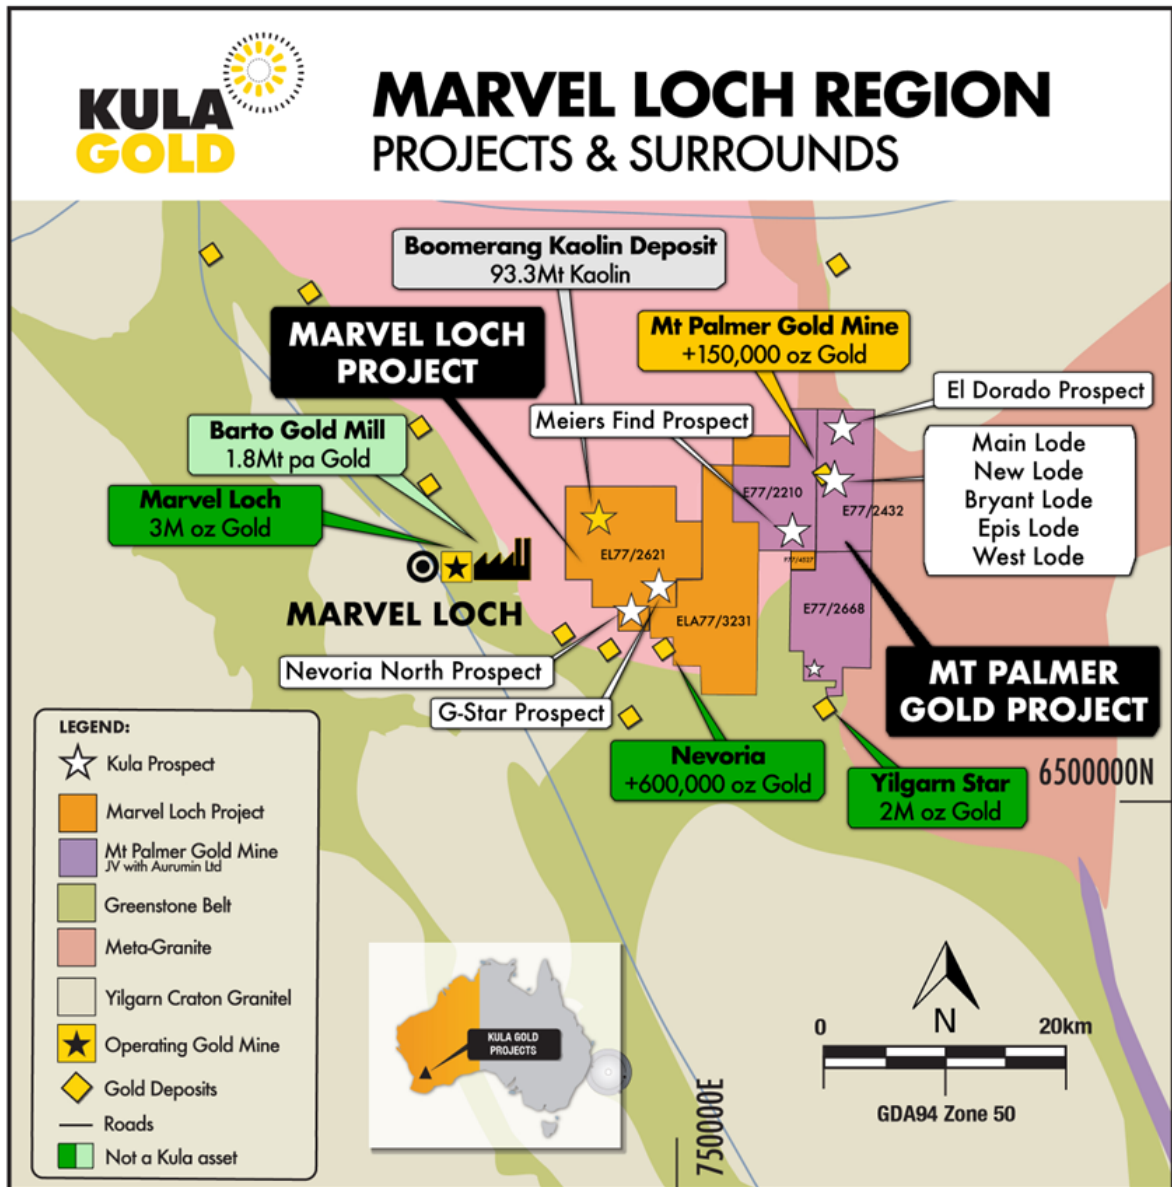 KULA
GOLD
MARVEL LOCH REGION
PROJECTS & SURROUNDS
Boomerang Kaolin Deposit
93.3Mt Kaolin
MARVEL LOCH
PROJECT
Mt Palmer Gold Mine
+150,000 oz Gold
El Dorado Prospect
Meiers Find Prospect
Barto Gold Mill
1.8Mt pa Gold
Main Lode
New Lode
Bryant Lode
Epis Lode
West Lode
Marvel Loch
3M oz Gold
E77/2210
E77/2432
EL77/2621
E77/2668
ELA77/3231
MARVEL LOCH
Nevoria North Prospect
G-Star Prospect
MT PALMER
GOLD PROJECT
Nevoria
+600,000 oz Gold
Yilgarn Star
2M oz Gold
6500000N
LEGEND:
Kula Prospect
Marvel Loch Project
Mt Palmer Gold Mine
JV with Aurumin Ltd
Greenstone Belt
Meta-Granite
Yilgarn Craton Granitel
Operating Gold Mine
Gold Deposits
Roads
Not a Kula asset
KULA GOLD
PROJECTS
750000E
N
0 20km
GDA94 Zone 50